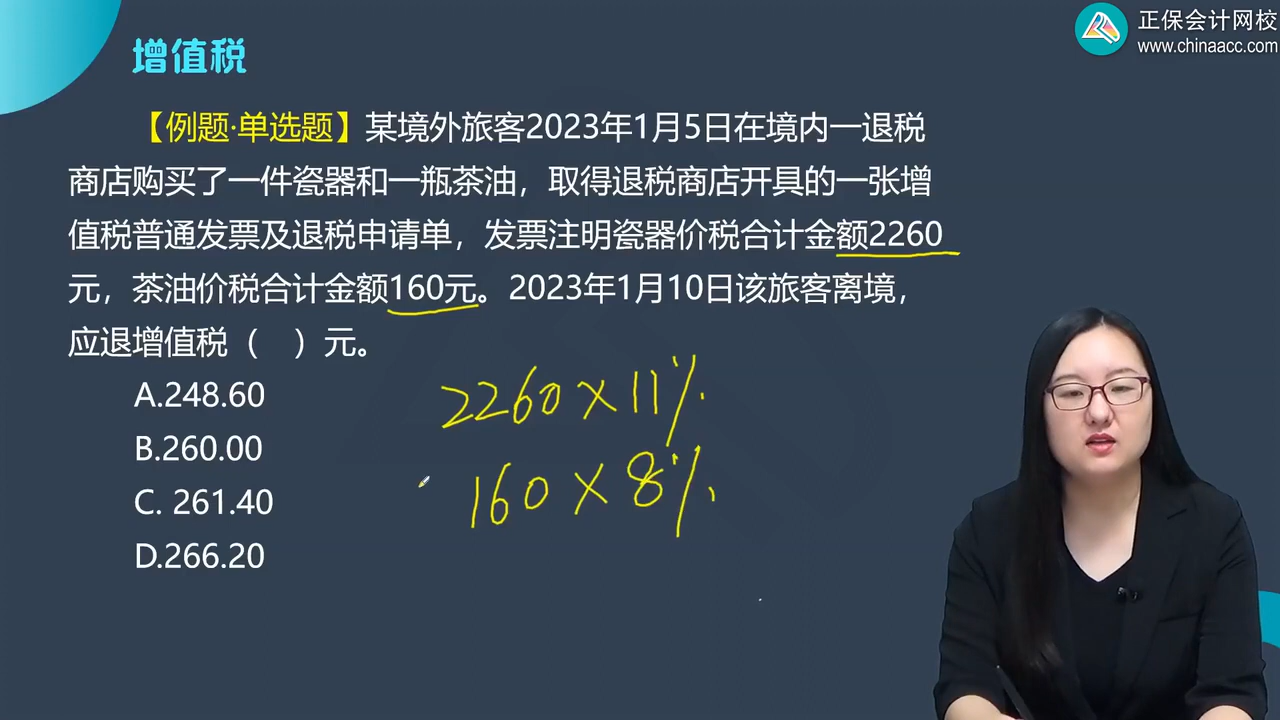 正保会计网校
www.chinaacc.com
增值税
【例题·单选题】某境外旅客2023年1月5日在境内一退税
商店购买了一件瓷器和一瓶茶油，取得退税商店开具的一张增
值税普通发票及退税申请单，发票注明瓷器价税合计金额2260
元，茶油价税合计金额160元。2023年1月10日该旅客离境，
应退增值税（　）元。
A.248.60
B.260.00
C. 261.40
D.266.20
2260×11%
160×8%